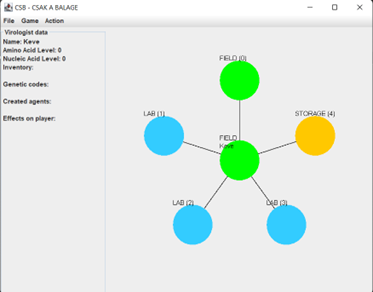 CSB - CSAK A BALAGE
File Game Action
Virologist data
Name: Keve
Amino Acid Level: 0
Nucleic Acid Level: 0
Inventory:
Genetic codes:
Created agents:
Effects on player:
FIELD (0)
LAB (1)
STORAGE (4)
FIELD
Keve
LAB (2)
LAB (3)